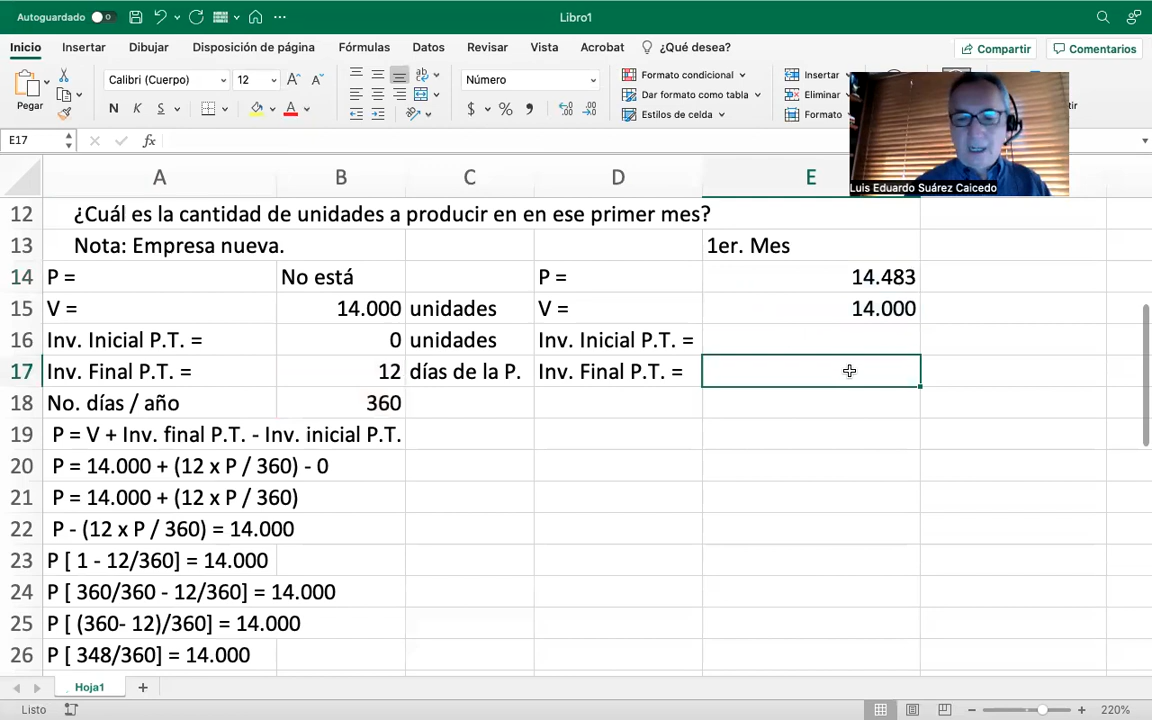 Autoguardado
Libro1
Inicio Insertar Dibujar Disposición de página Fórmulas Datos Revisar Vista Acrobat ¿Qué desea? Compartir Comentarios
Pegar
Calibri (Cuerpo) 12
N K S
A
Número
$ %
Formato condicional
Dar formato como tabla
Estilos de celda
Insertar
Eliminar
Formato
Luis Eduardo Suárez Caicedo
E17 fx
A B C D E
12 ¿Cuál es la cantidad de unidades a producir en en ese primer mes?
13 Nota: Empresa nueva. 1er. Mes
14 P = No está P = 14.483
15 V = 14.000 unidades V = 14.000
16 Inv. Inicial P.T. = 0 unidades Inv. Inicial P.T. =
17 Inv. Final P.T. = 12 días de la P. Inv. Final P.T. =
18 No. días / año 360
19 P = V + Inv. final P.T. - Inv. inicial P.T.
20 P = 14.000 + (12 x P / 360) - 0
21 P = 14.000 + (12 x P / 360)
22 P - (12 x P / 360) = 14.000
23 P [ 1 - 12/360] = 14.000
24 P [ 360/360 - 12/360] = 14.000
25 P [ (360- 12)/360] = 14.000
26 P [ 348/360] = 14.000
Hoja1
Listo 220%